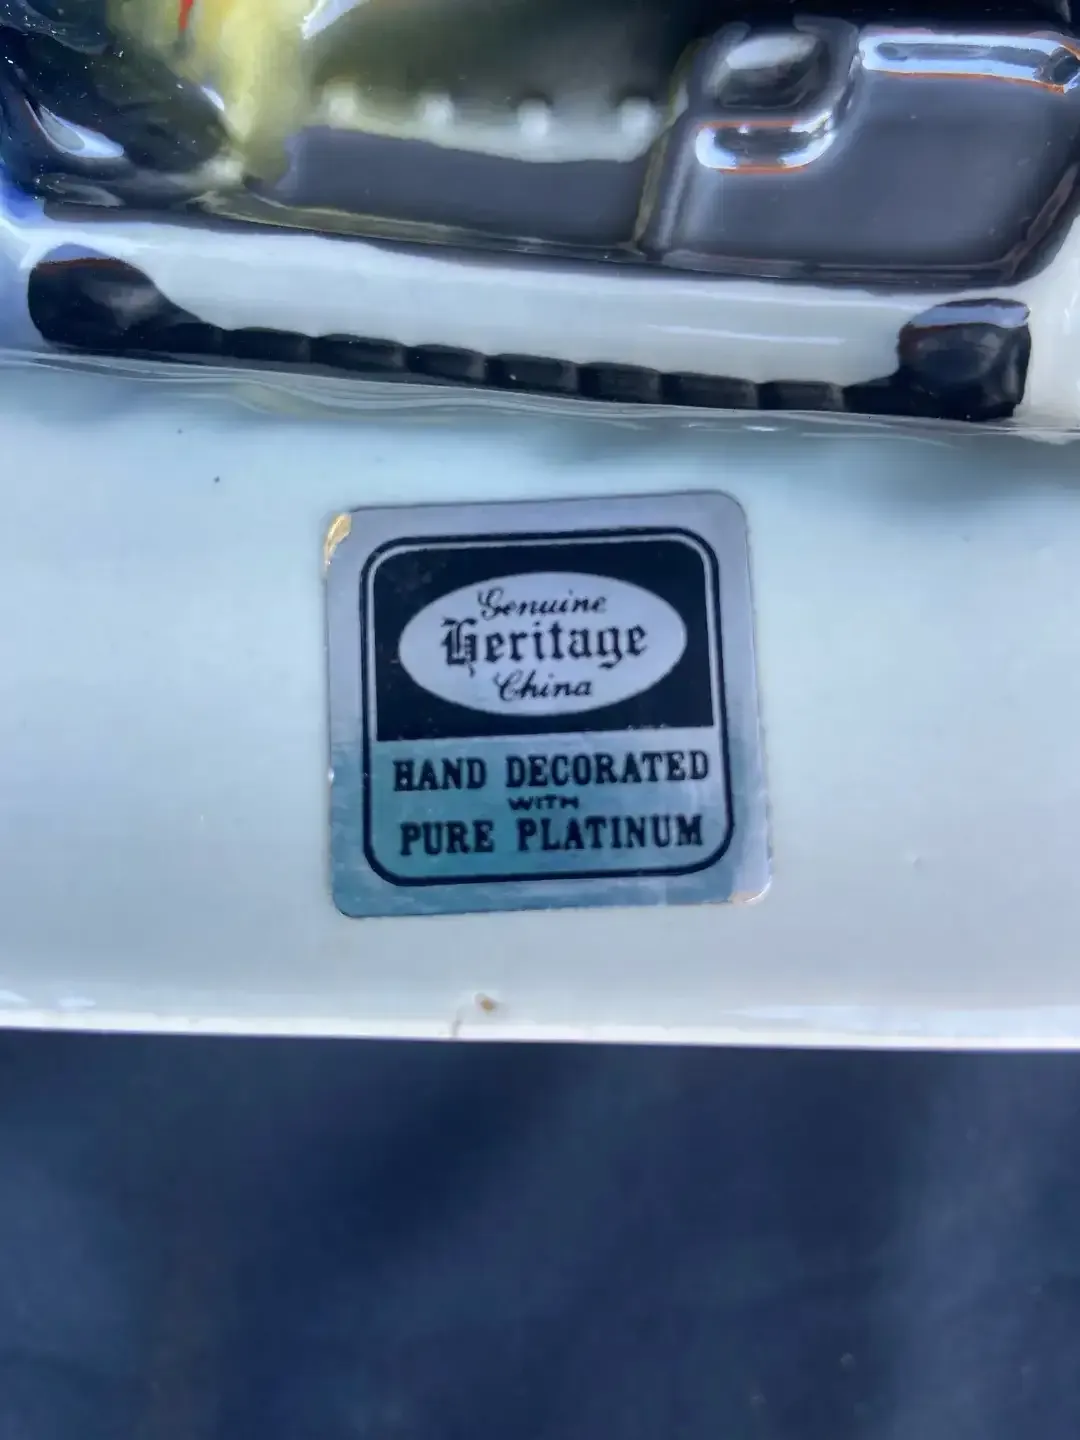 Genuine
Heritage
China
HAND DECORATED
WITH
PURE PLATINUM